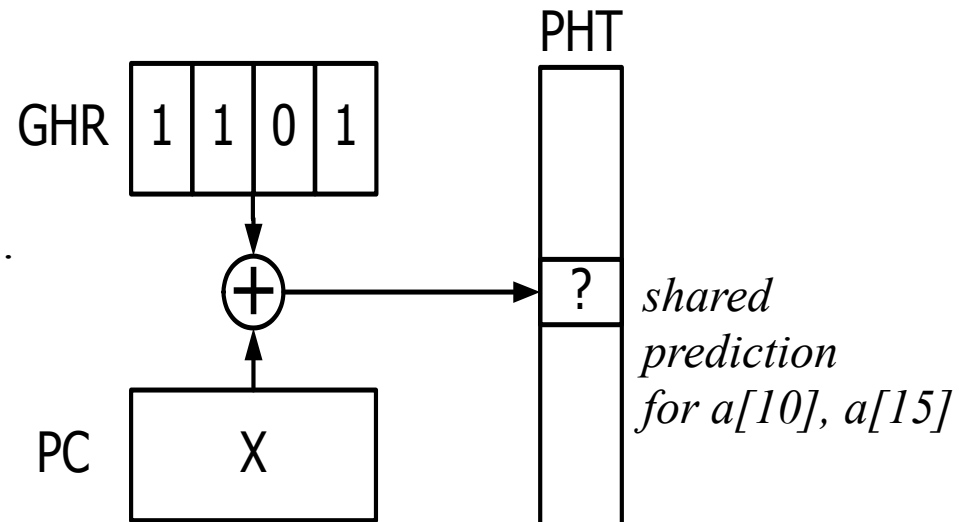 PHT
GHR 1 1 0 1
.
+
?
shared
prediction
for a[10], a[15]
PC X